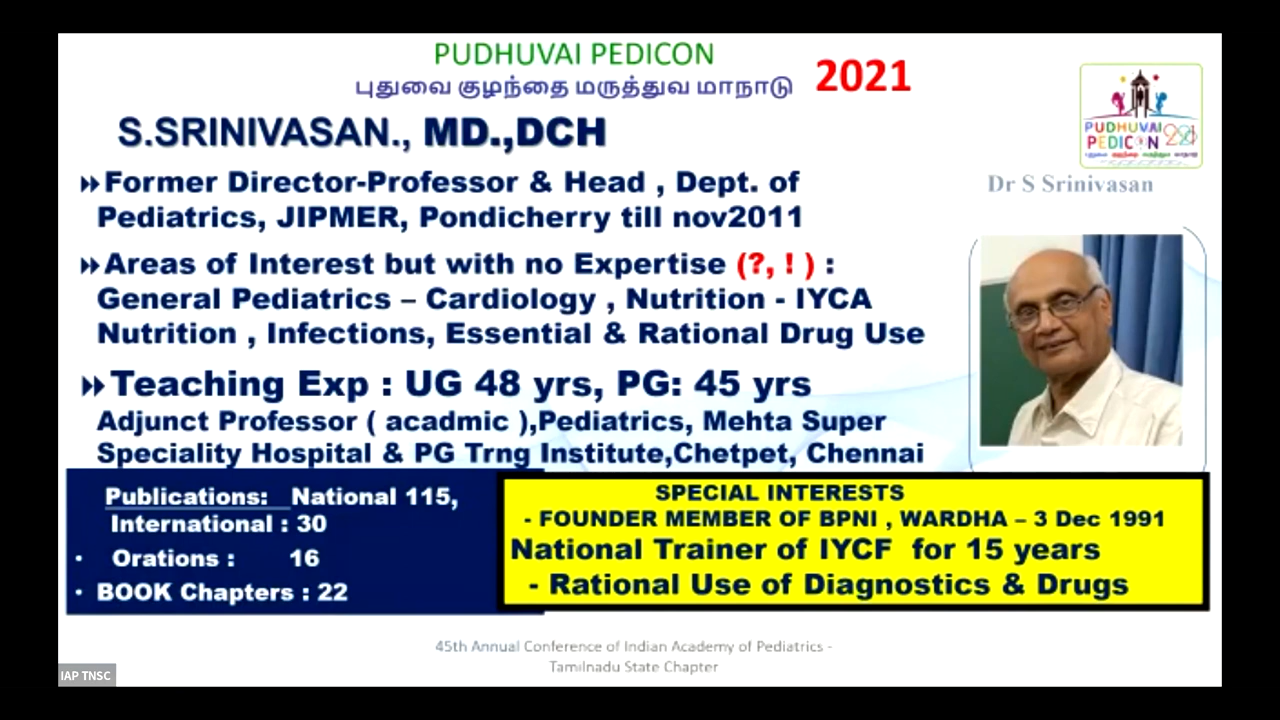 PUDHUVAI PEDICON
புதுவை குழந்தை மருத்துவ மாநாடு 2021
S.SRINIVASAN., MD.,DCH
PUDHUVAI
PEDICON 2021
Dr S Srinivasan
Former Director-Professor & Head , Dept. of
Pediatrics, JIPMER, Pondicherry till nov2011
Areas of Interest but with no Expertise (?, ! ) :
General Pediatrics – Cardiology , Nutrition - IYCA
Nutrition , Infections, Essential & Rational Drug Use
Teaching Exp : UG 48 yrs, PG: 45 yrs
Adjunct Professor ( acadmic ),Pediatrics, Mehta Super
Speciality Hospital & PG Trng Institute,Chetpet, Chennai
Publications: National 115,
International : 30
• Orations : 16
• BOOK Chapters : 22
SPECIAL INTERESTS
- FOUNDER MEMBER OF BPNI , WARDHA – 3 Dec 1991
National Trainer of IYCF for 15 years
- Rational Use of Diagnostics & Drugs
45th Annual Conference of Indian Academy of Pediatrics -
Tamilnadu State Chapter
IAP TNSC